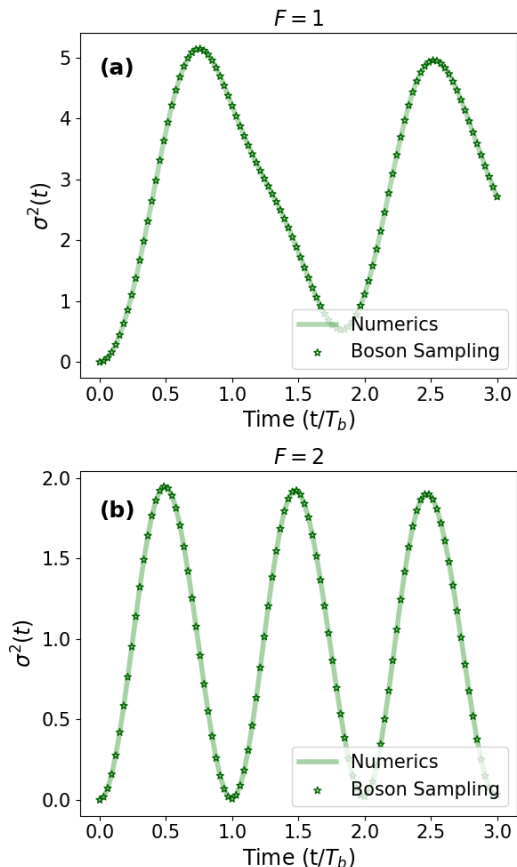 F = 1
(a)
5
4
3
2
1
0
σ²(t)
Numerics
Boson Sampling
0.0 0.5 1.0 1.5 2.0 2.5 3.0
Time (t/T_b)
F = 2
(b)
2.0
1.5
1.0
0.5
0.0
σ²(t)
Numerics
Boson Sampling
0.0 0.5 1.0 1.5 2.0 2.5 3.0
Time (t/T_b)